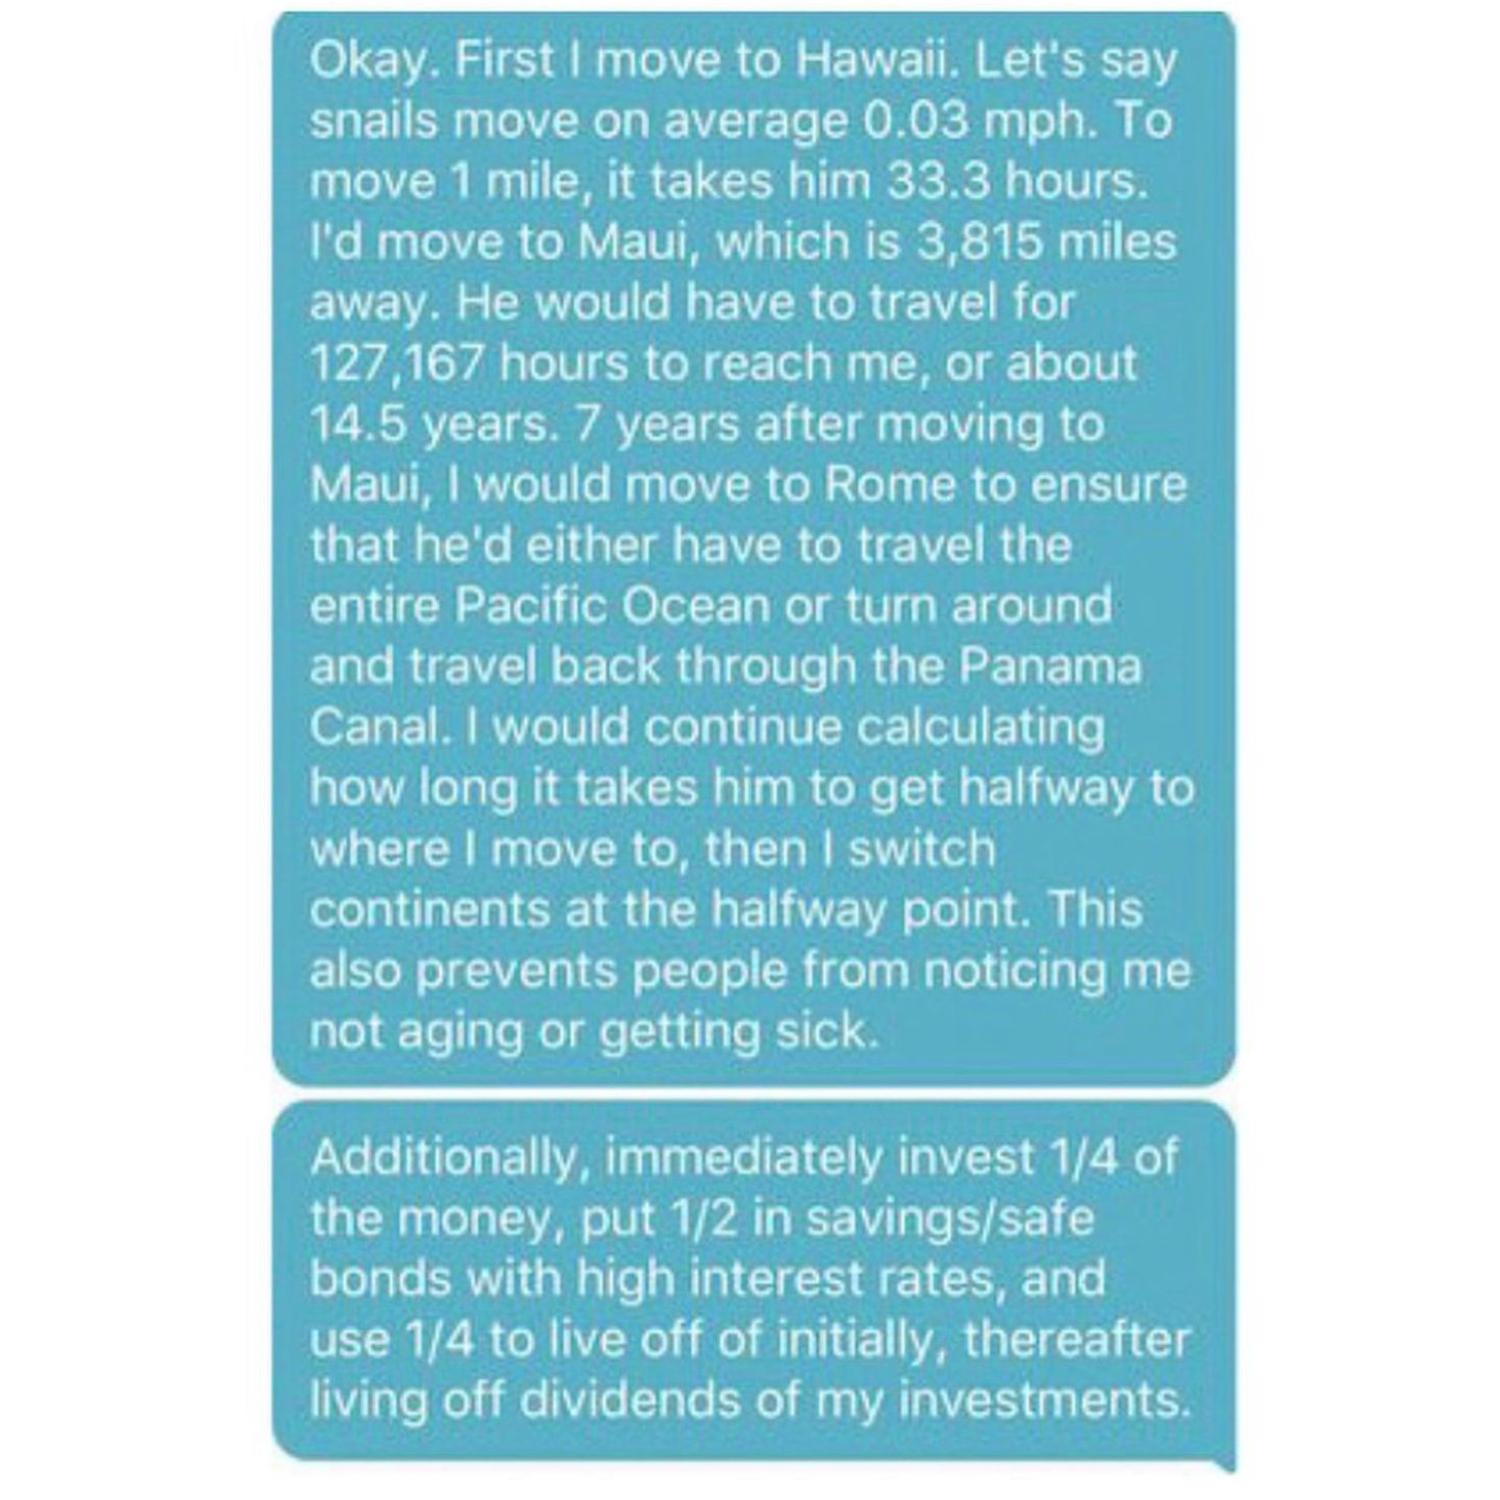 Okay. First I move to Hawaii. Let's say
snails move on average 0.03 mph. To
move 1 mile, it takes him 33.3 hours.
I'd move to Maui, which is 3,815 miles
away. He would have to travel for
127,167 hours to reach me, or about
14.5 years. 7 years after moving to
Maui, I would move to Rome to ensure
that he'd either have to travel the
entire Pacific Ocean or turn around
and travel back through the Panama
Canal. I would continue calculating
how long it takes him to get halfway to
where I move to, then I switch
continents at the halfway point. This
also prevents people from noticing me
not aging or getting sick.
Additionally, immediately invest 1/4 of
the money, put 1/2 in savings/safe
bonds with high interest rates, and
use 1/4 to live off of initially, thereafter
living off dividends of my investments.